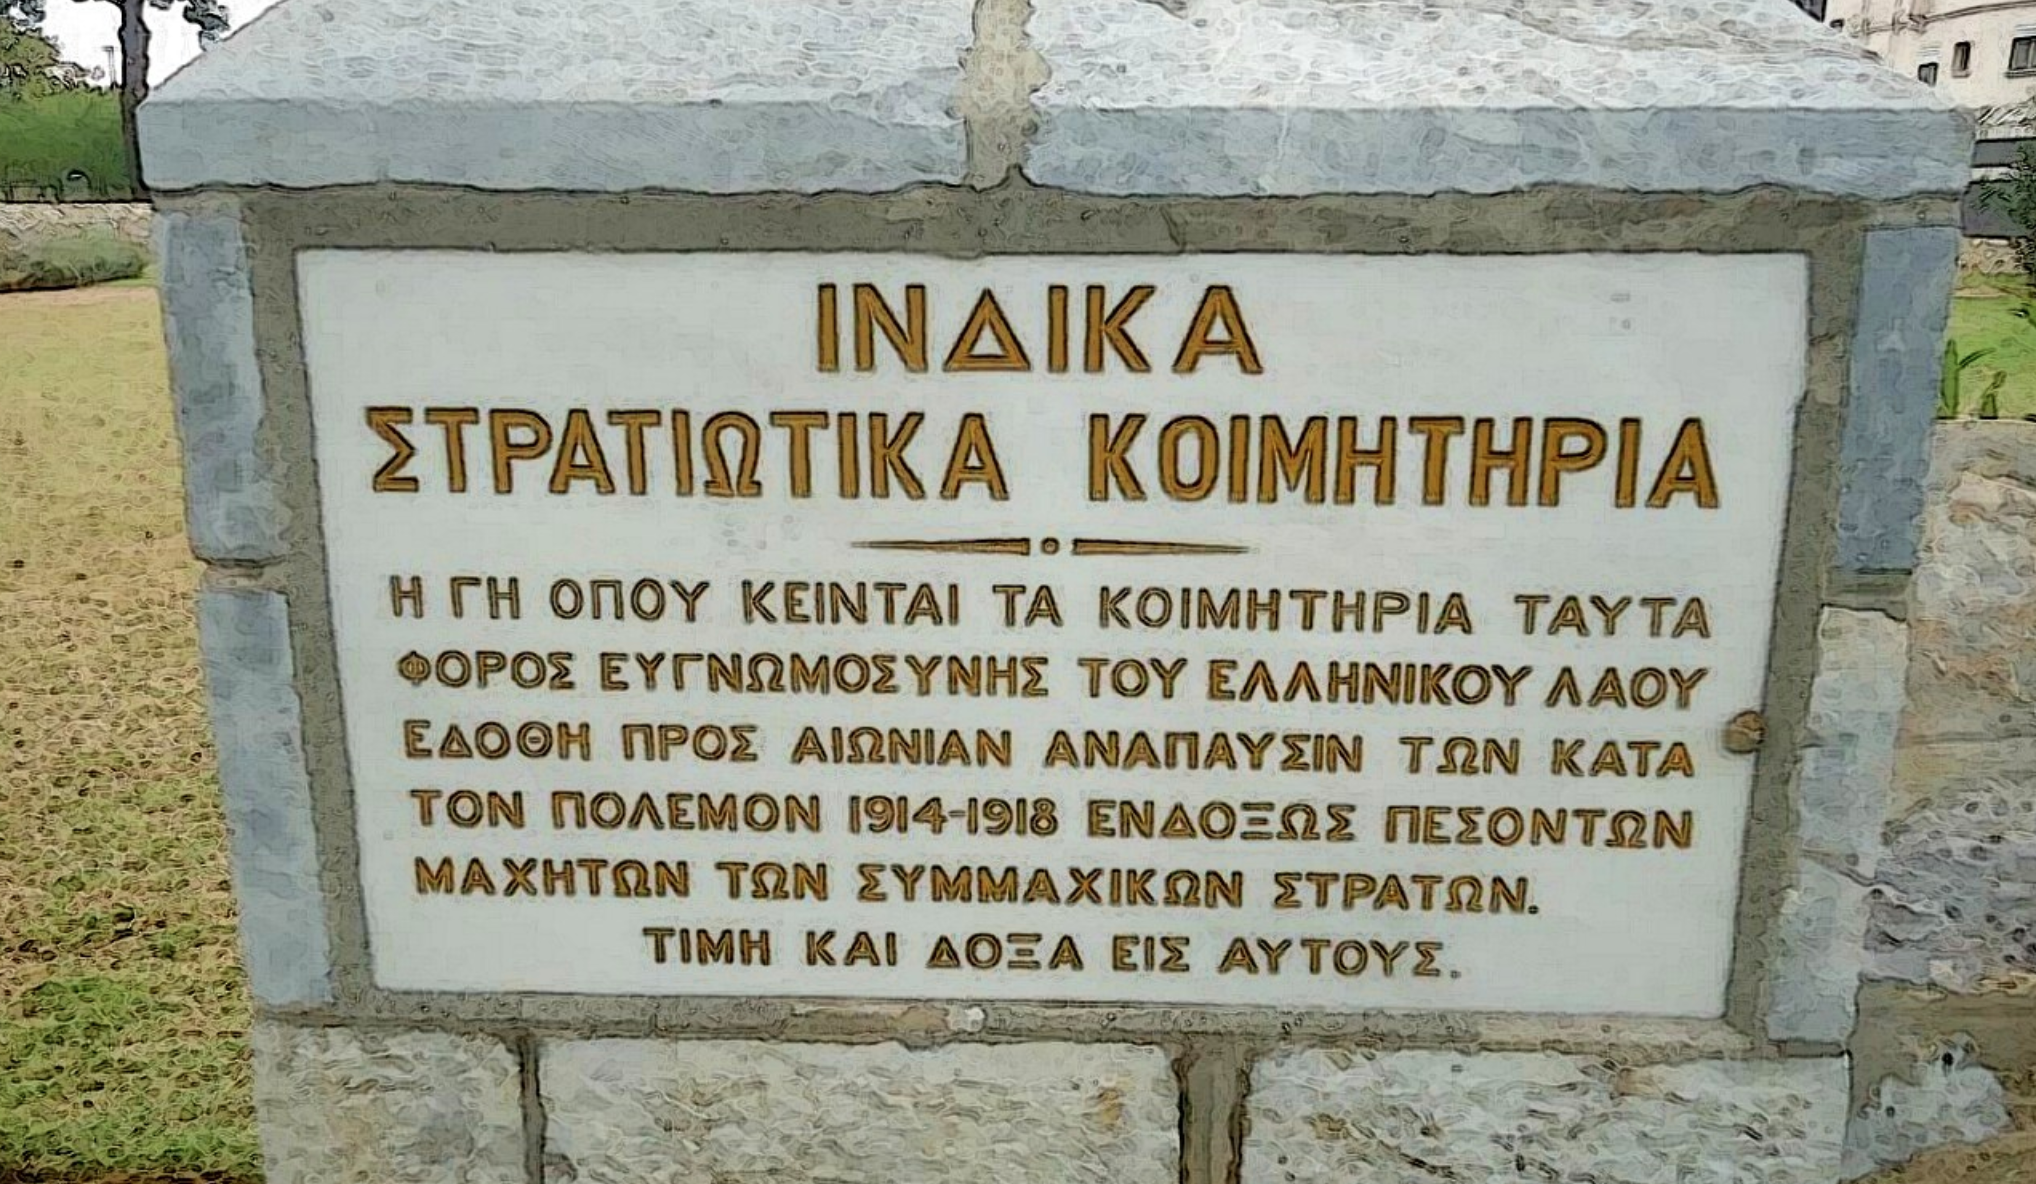 ΙΝΔΙΚΑ
ΣΤΡΑΤΙΩΤΙΚΑ ΚΟΙΜΗΤΗΡΙΑ
Η ΓΗ ΟΠΟΥ ΚΕΙΝΤΑΙ ΤΑ ΚΟΙΜΗΤΗΡΙΑ ΤΑΥΤΑ
ΦΟΡΟΣ ΕΥΓΝΩΜΟΣΥΝΗΣ ΤΟΥ ΕΛΛΗΝΙΚΟΥ ΛΑΟΥ
ΕΔΟΘΗ ΠΡΟΣ ΑΙΩΝΙΑΝ ΑΝΑΠΑΥΣΙΝ ΤΩΝ ΚΑΤΑ
ΤΟΝ ΠΟΛΕΜΟΝ 1914-1918 ΕΝΔΟΞΩΣ ΠΕΣΟΝΤΩΝ
ΜΑΧΗΤΩΝ ΤΩΝ ΣΥΜΜΑΧΙΚΩΝ ΣΤΡΑΤΩΝ.
ΤΙΜΗ ΚΑΙ ΔΟΞΑ ΕΙΣ ΑΥΤΟΥΣ.